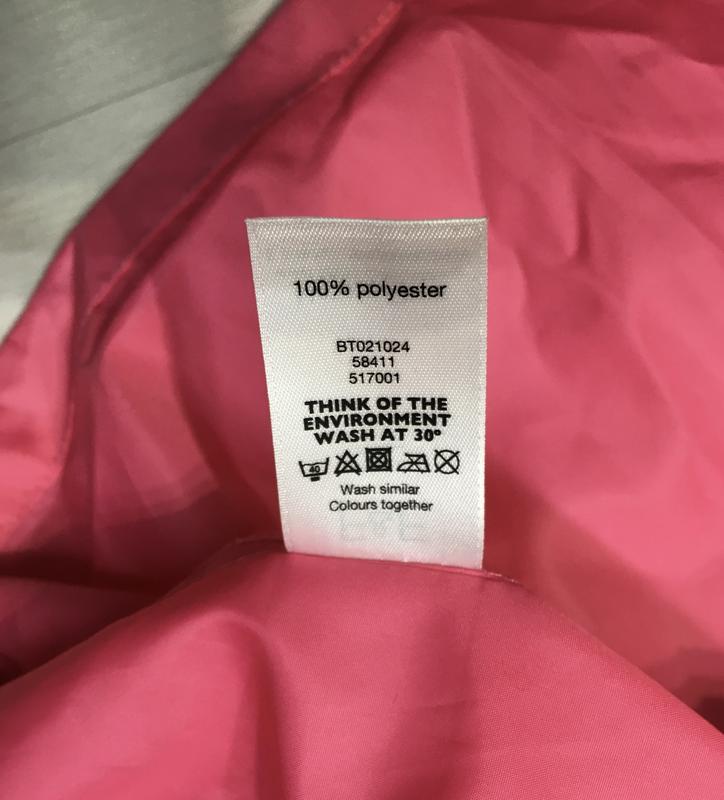 100% polyester
BT021024
58411
517001
THINK OF THE
ENVIRONMENT
WASH AT 30°
40
Wash similar
Colours together